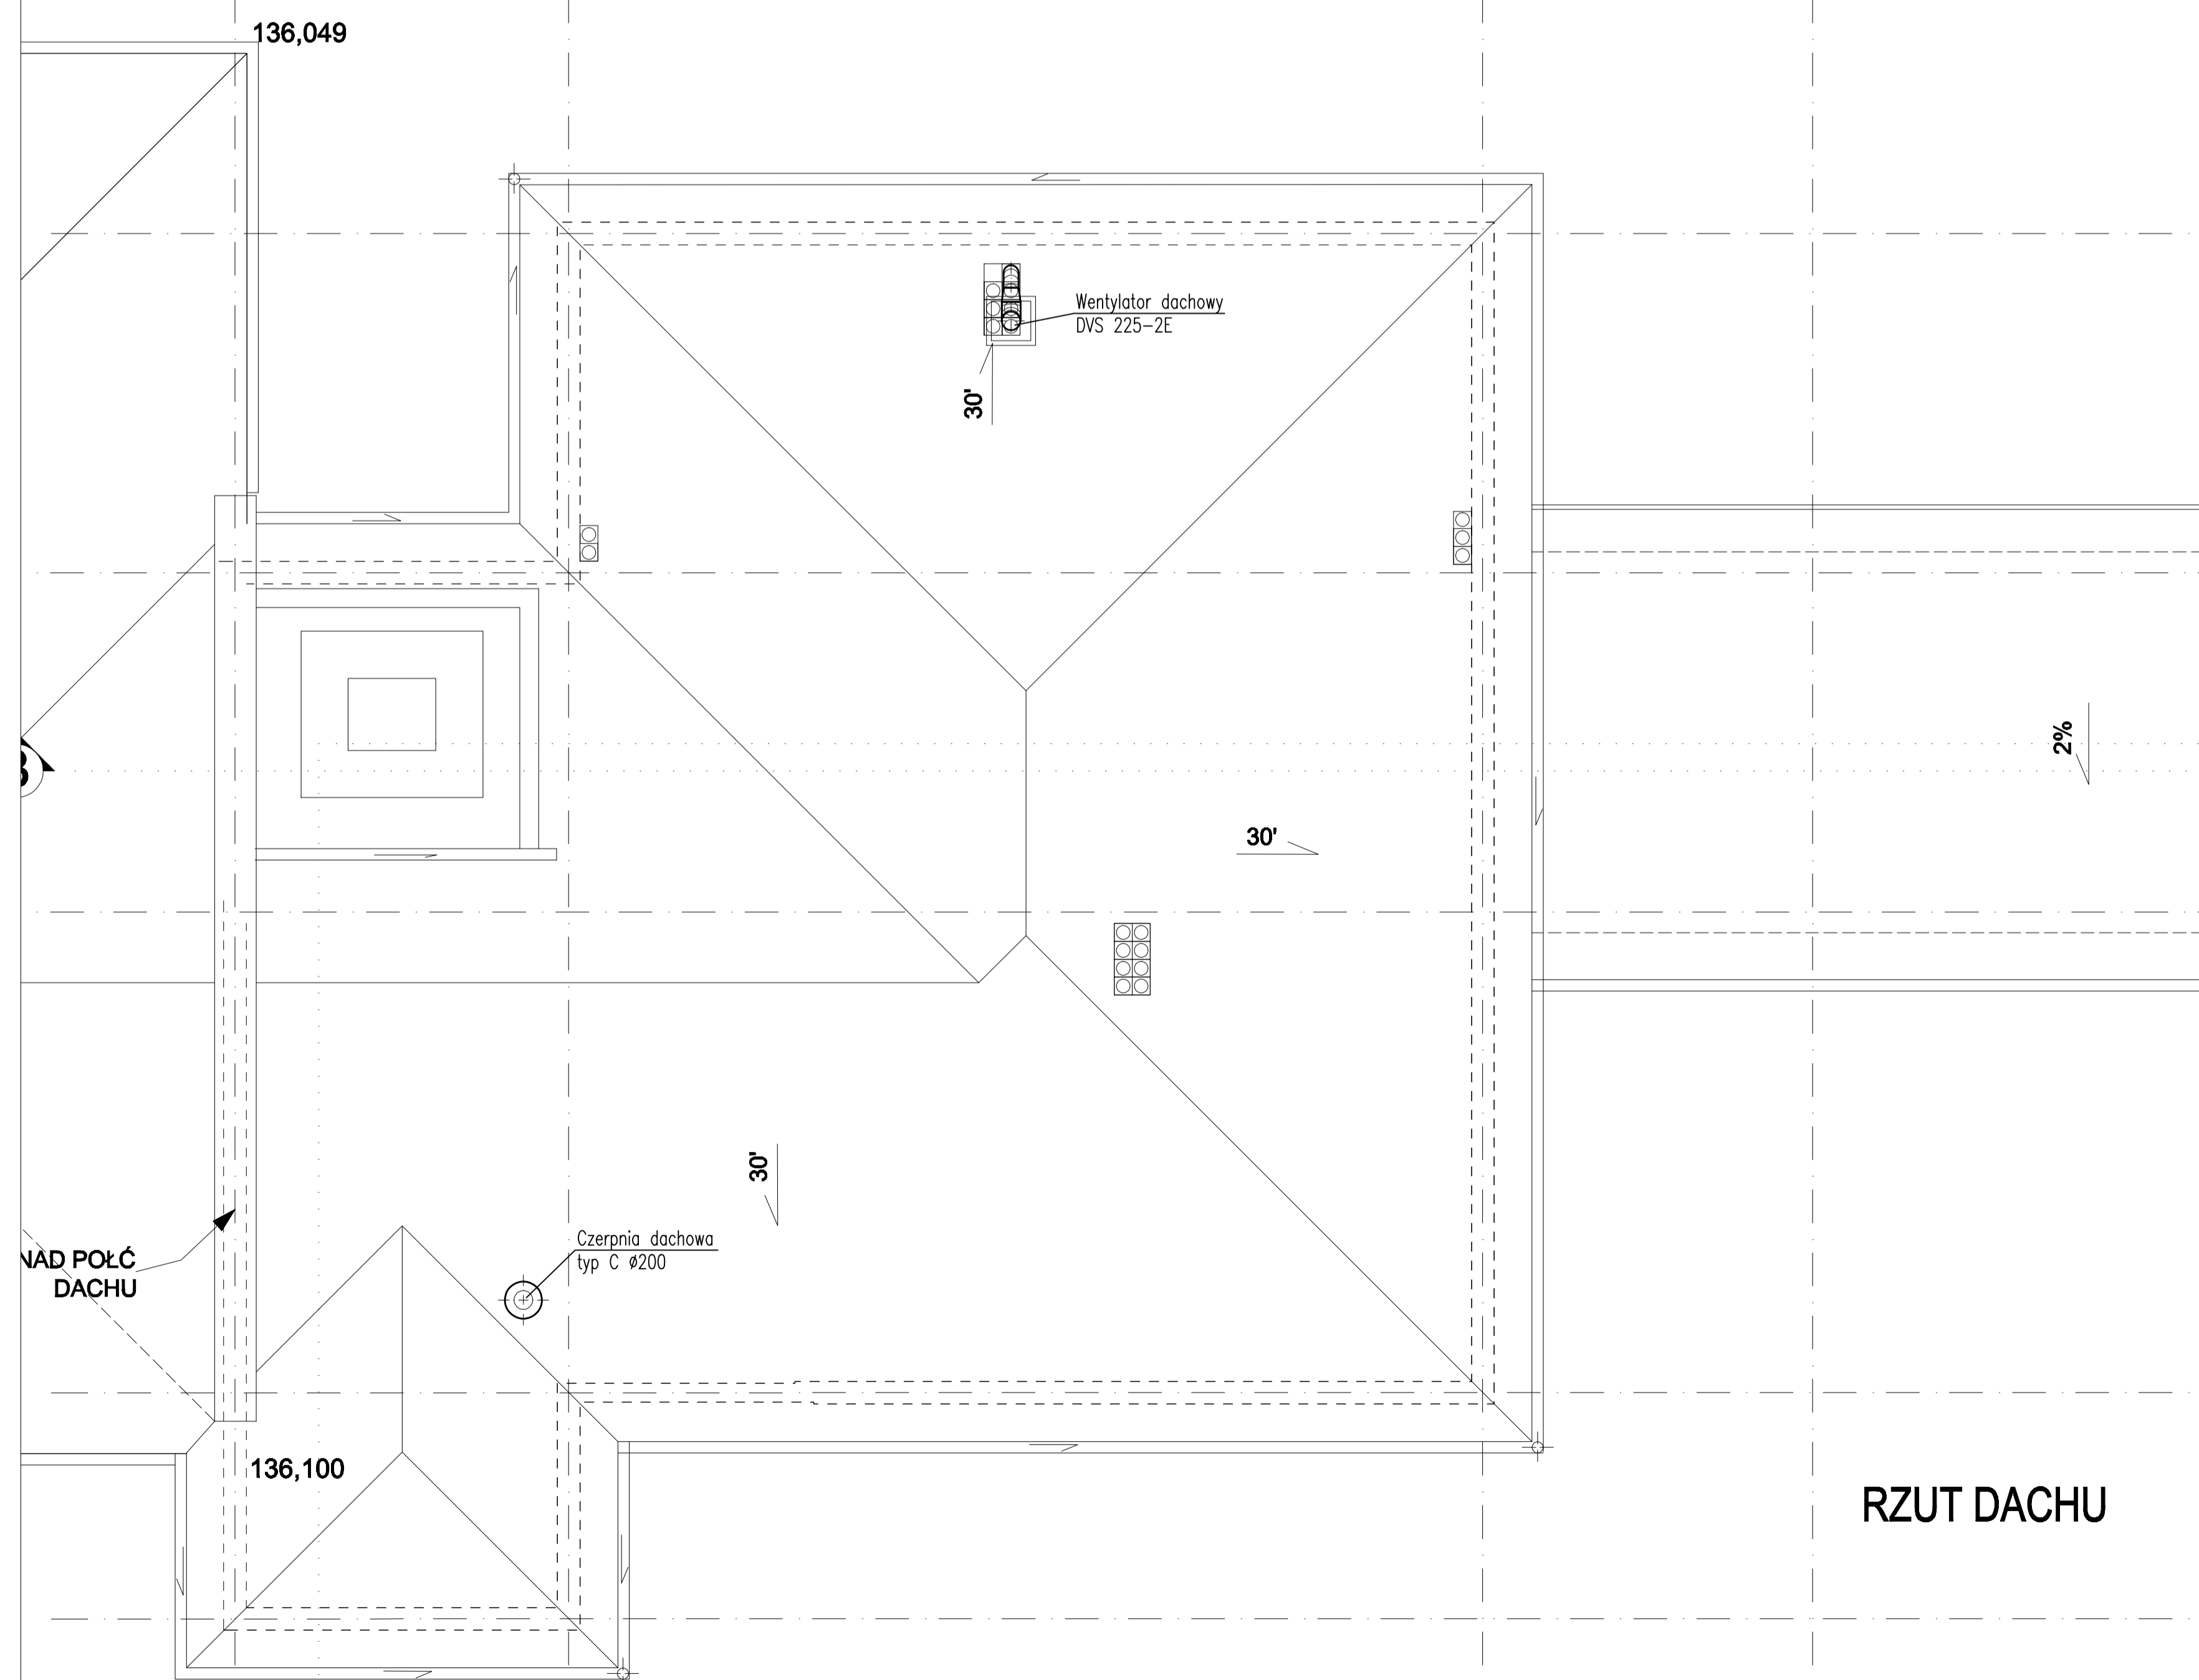 136,049
Wentylator dachowy
DVS 225-2E
30'
2%
30'
30'
Czerpnia dachowa
typ C ø200
NAD POŁĆ
DACHU
136,100
RZUT DACHU